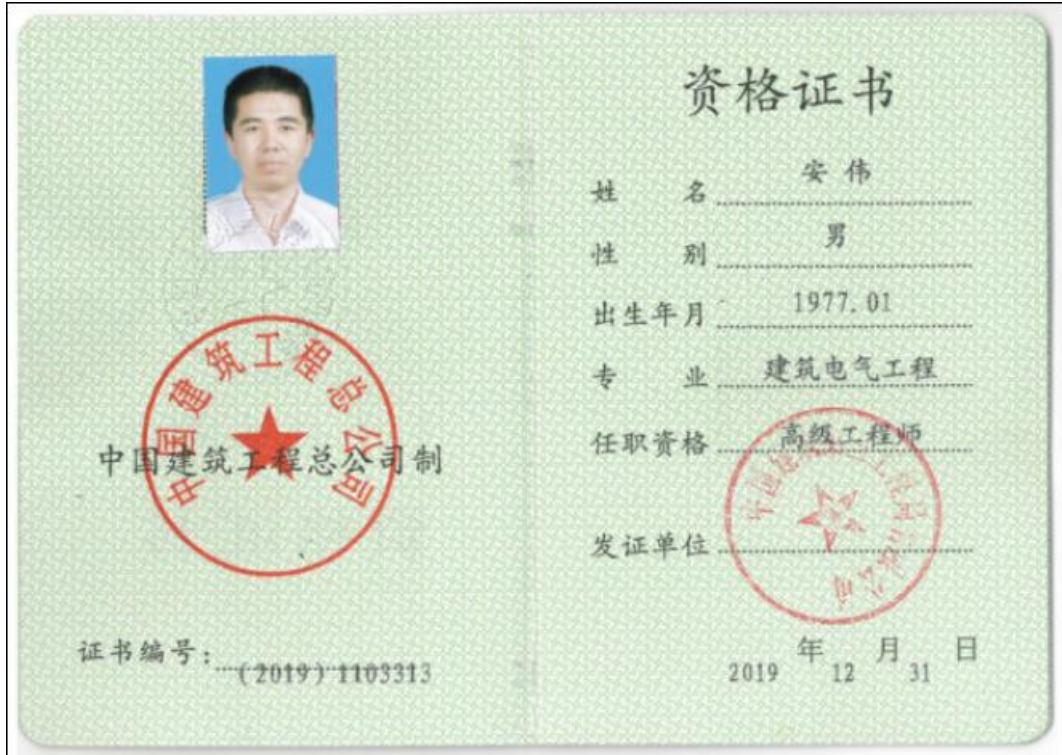 中国建筑工程总公司
中国建筑工程总公司制
证书编号：(2019) 1103313
资格证书
姓 名 安伟
性 别 男
出生年月 1977.01
专 业 建筑电气工程
任职资格 高级工程师
发证单位
2019 年 12 月 31 日